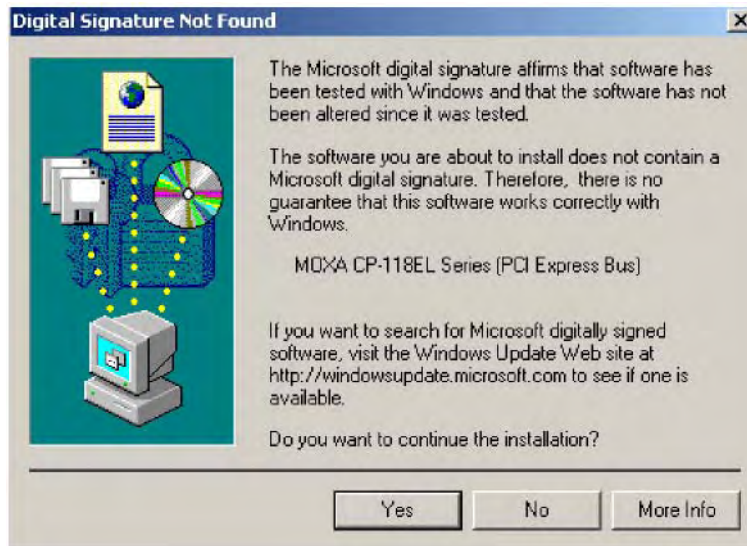 Digital Signature Not Found
The Microsoft digital signature affirms that software has
been tested with Windows and that the software has not
been altered since it was tested.
The software you are about to install does not contain a
Microsoft digital signature. Therefore, there is no
guarantee that this software works correctly with
Windows.
MOXA CP-118EL Series (PCI Express Bus)
If you want to search for Microsoft digitally signed
software, visit the Windows Update Web site at
http://windowsupdate.microsoft.com to see if one is
available.
Do you want to continue the installation?
Yes No More Info